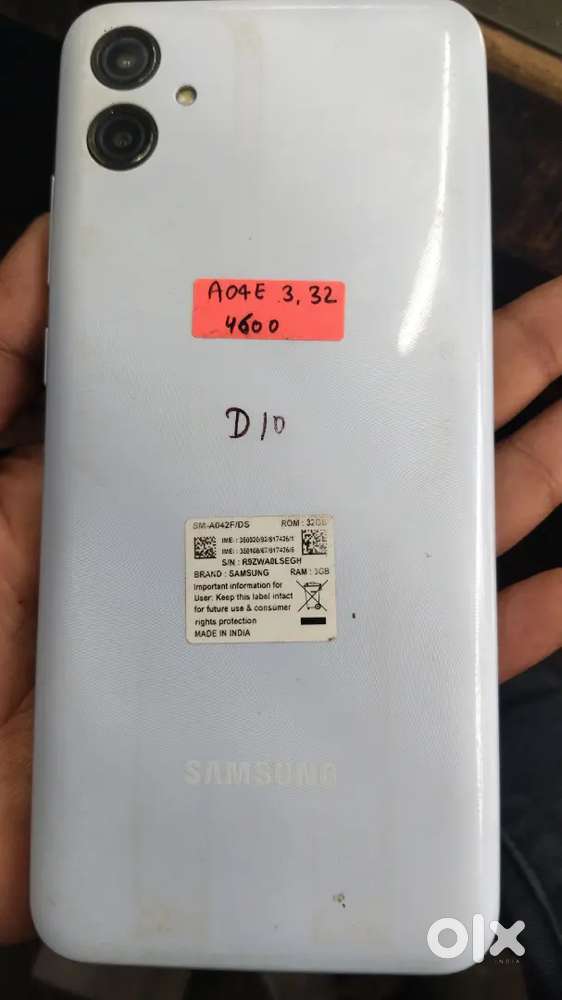 A04E 3, 32
4600
D10
SM-A042F/DS ROM : 32GB
S/N : R9ZWA0LSEGH
BRAND : SAMSUNG RAM : 3GB
Important information for
User: Keep this label intact
for future use & consumer
rights protection
MADE IN INDIA
SAMSUNG
olx
INDIA